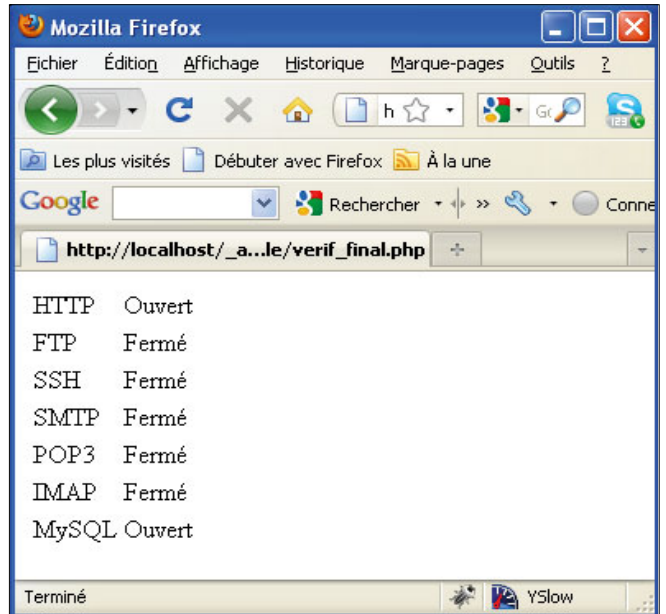 Mozilla Firefox
Fichier Édition Affichage Historique Marque-pages Outils ?
h
Les plus visités Débuter avec Firefox À la une
Google Rechercher » Conne
http://localhost/_a...le/verif_final.php
HTTP Ouvert
FTP Fermé
SSH Fermé
SMTP Fermé
POP3 Fermé
IMAP Fermé
MySQL Ouvert
Terminé YSlow